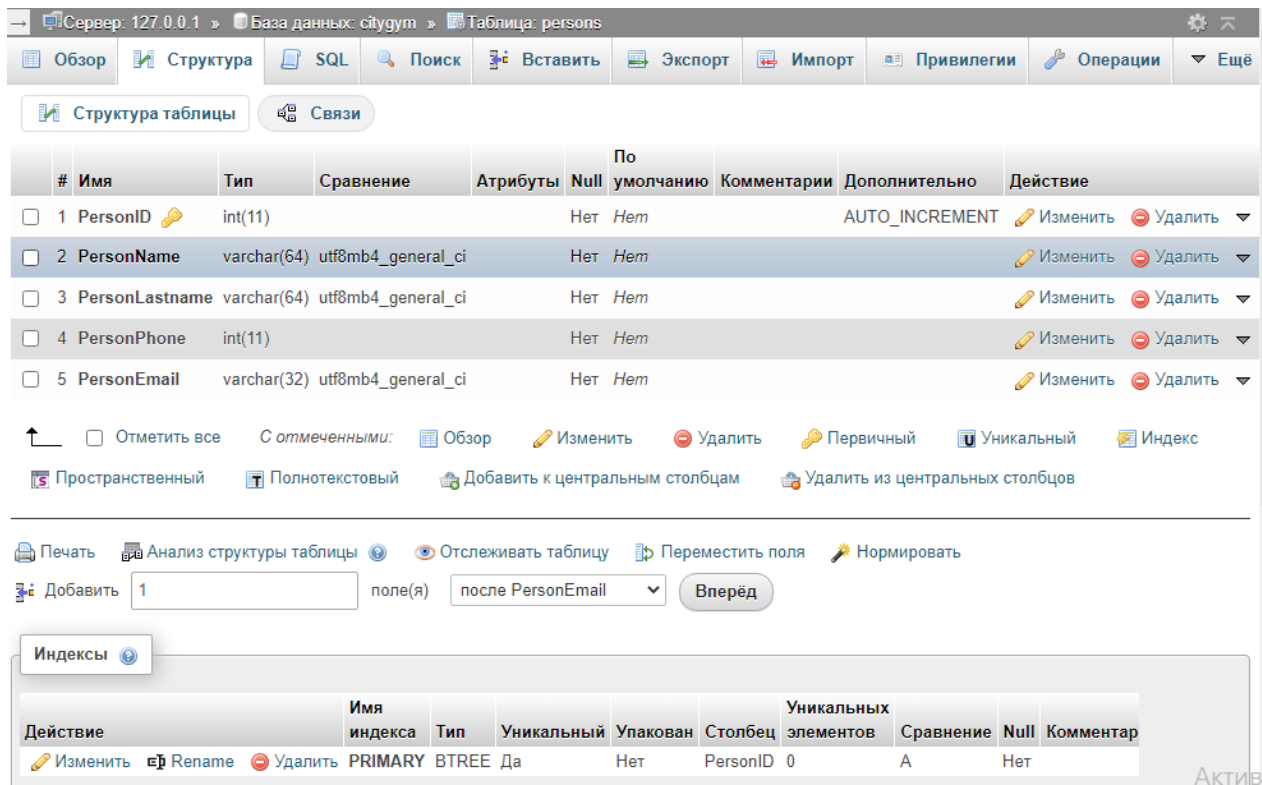 Сервер: 127.0.0.1 » База данных: citygym » Таблица: persons
Обзор Структура SQL Поиск Вставить Экспорт Импорт Привилегии Операции Ещё
Структура таблицы Связи
# Имя Тип Сравнение Атрибуты Null По умолчанию Комментарии Дополнительно Действие
1 PersonID int(11) Нет Нет AUTO_INCREMENT Изменить Удалить
2 PersonName varchar(64) utf8mb4_general_ci Нет Нет Изменить Удалить
3 PersonLastname varchar(64) utf8mb4_general_ci Нет Нет Изменить Удалить
4 PersonPhone int(11) Нет Нет Изменить Удалить
5 PersonEmail varchar(32) utf8mb4_general_ci Нет Нет Изменить Удалить
Отметить все С отмеченными: Обзор Изменить Удалить Первичный Уникальный Индекс
Пространственный Полнотекстовый Добавить к центральным столбцам Удалить из центральных столбцов
Печать Анализ структуры таблицы Отслеживать таблицу Переместить поля Нормировать
Добавить 1 поле(я) после PersonEmail Вперёд
Индексы
Действие Имя индекса Тип Уникальный Упакован Столбец Уникальных элементов Сравнение Null Комментар
Изменить Rename Удалить PRIMARY BTREE Да Нет PersonID 0 A Нет
Актив